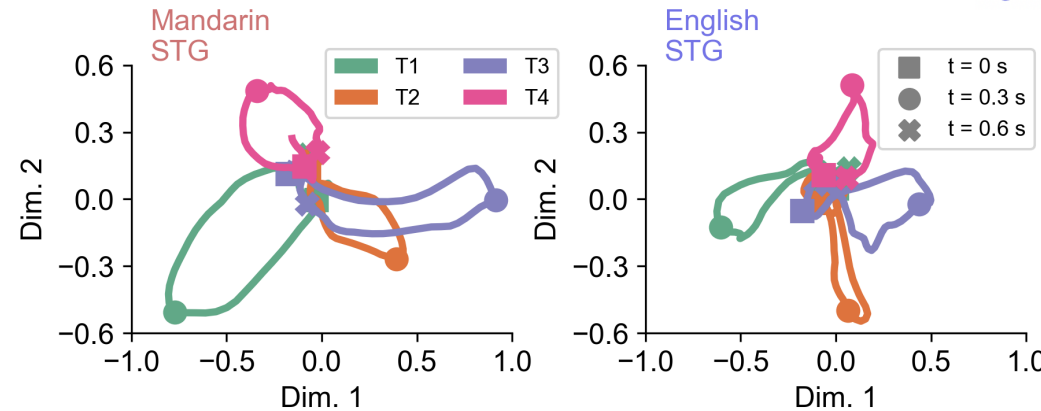 Mandarin
STG
T1
T2
T3
T4
0.6
0.3
0.0
−0.3
−0.6
Dim. 2
−1.0
−0.5
0.0
0.5
1.0
Dim. 1
English
STG
t = 0 s
t = 0.3 s
t = 0.6 s
0.6
0.3
0.0
−0.3
−0.6
Dim. 2
−1.0
−0.5
0.0
0.5
1.0
Dim. 1